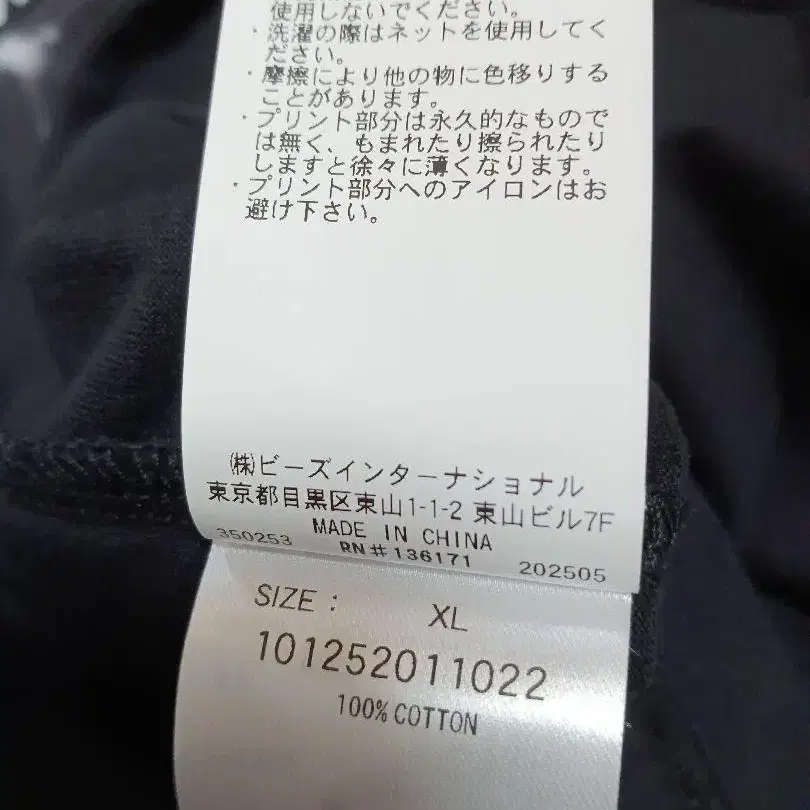 使用しないでください。
・洗濯の際はネットを使用してく
ださい。
・摩擦により他の物に色移りする
ことがあります。
・プリント部分は永久的なもので
は無く、もまれたり擦られたり
しますと徐々に薄くなります。
・プリント部分へのアイロンはお
避け下さい。
㈱ビーズインターナショナル
東京都目黒区東山1-1-2 東山ビル7F
MADE IN CHINA
350253 RN#136171 202505
SIZE : XL
101252011022
100% COTTON